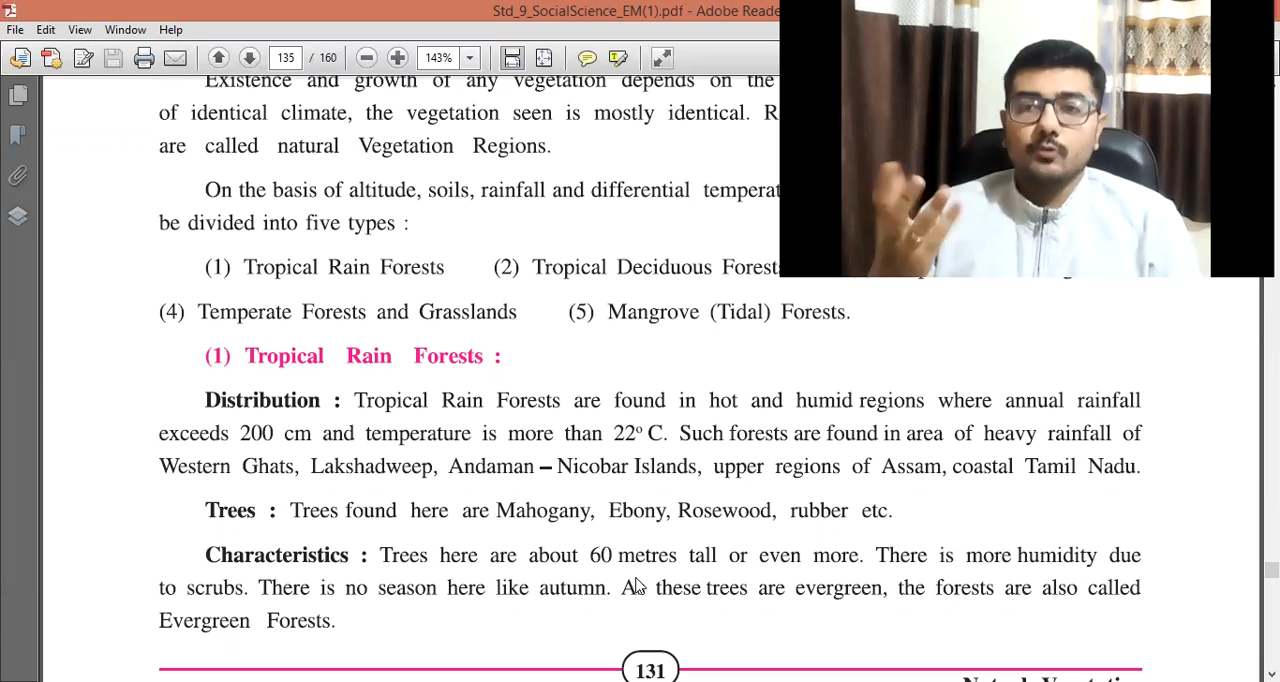 Std_9_SocialScience_EM(1).pdf - Adobe Reade
File Edit View Window Help
135 / 160 143%
Existence and growth of any vegetation depends on the
of identical climate, the vegetation seen is mostly identical. R
are called natural Vegetation Regions.
On the basis of altitude, soils, rainfall and differential temperat
be divided into five types :
(1) Tropical Rain Forests (2) Tropical Deciduous Forest
(4) Temperate Forests and Grasslands (5) Mangrove (Tidal) Forests.
(1) Tropical Rain Forests :
Distribution : Tropical Rain Forests are found in hot and humid regions where annual rainfall
exceeds 200 cm and temperature is more than 22° C. Such forests are found in area of heavy rainfall of
Western Ghats, Lakshadweep, Andaman – Nicobar Islands, upper regions of Assam, coastal Tamil Nadu.
Trees : Trees found here are Mahogany, Ebony, Rosewood, rubber etc.
Characteristics : Trees here are about 60 metres tall or even more. There is more humidity due
to scrubs. There is no season here like autumn. A these trees are evergreen, the forests are also called
Evergreen Forests.
131